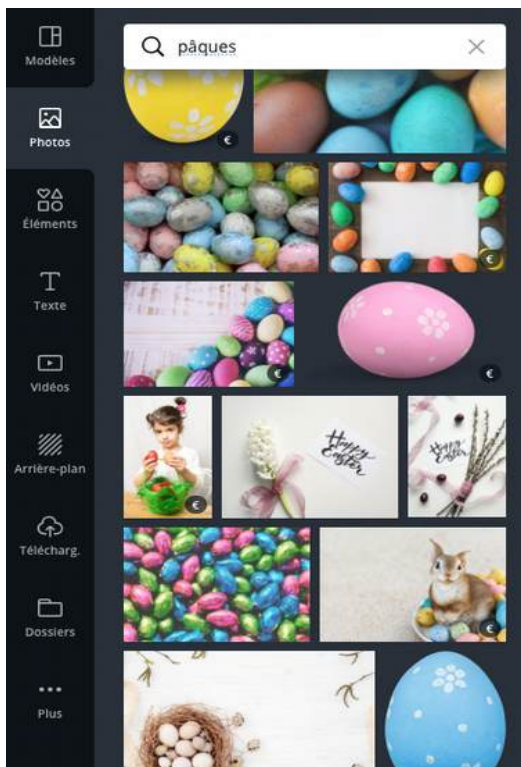 Modèles
Photos
Éléments
Texte
Vidéos
Arrière-plan
Télécharg.
Dossiers
Plus
pâques
€
€
€
€
Happy
Easter
Happy
Easter
€